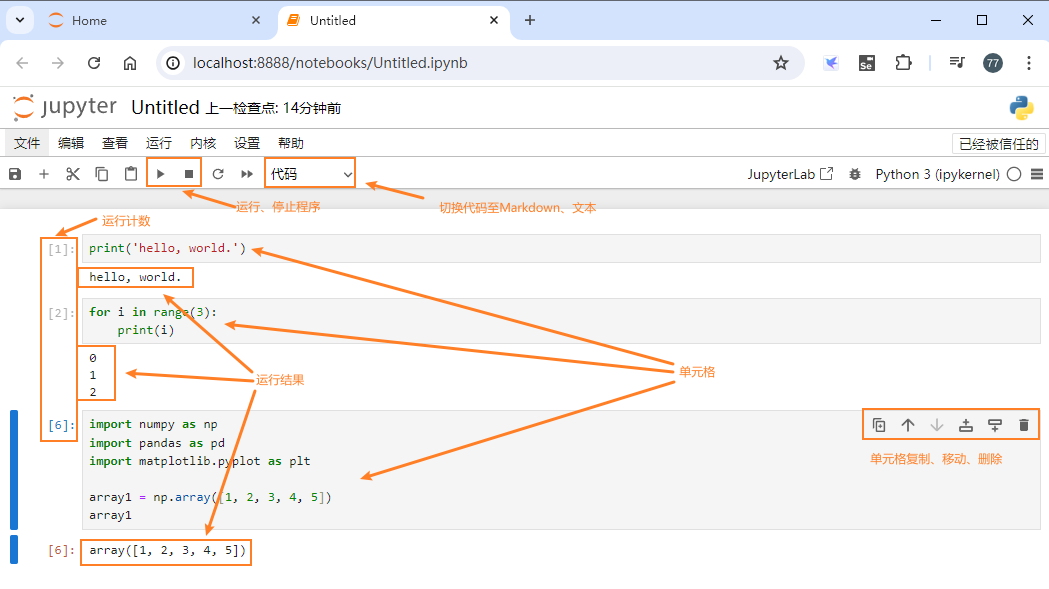 Home
Untitled
localhost:8888/notebooks/Untitled.ipynb
Se
77
jupyter Untitled 上一检查点: 14分钟前
文件 编辑 查看 运行 内核 设置 帮助 已经被信任的
代码 JupyterLab Python 3 (ipykernel)
运行、停止程序 切换代码至Markdown、文本
运行计数
[1]: print('hello, world.')
hello, world.
[2]: for i in range(3):
print(i)
0
1
2
运行结果
单元格
[6]: import numpy as np
import pandas as pd
import matplotlib.pyplot as plt
单元格复制、移动、删除
array1 = np.array([1, 2, 3, 4, 5])
array1
[6]: array([1, 2, 3, 4, 5])